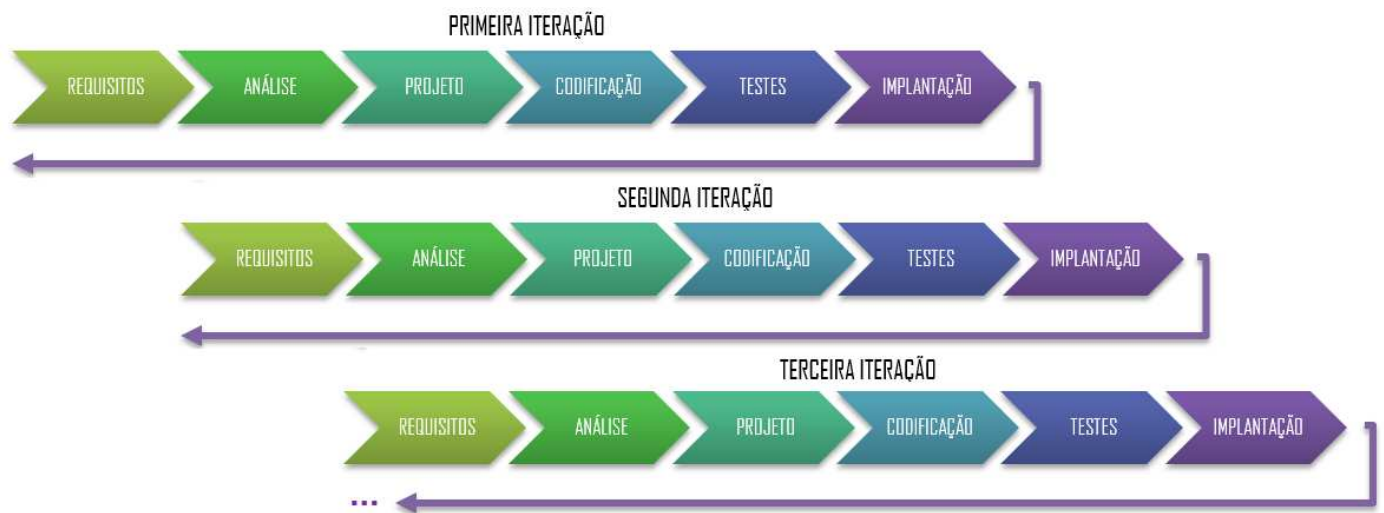 PRIMEIRA ITERAÇÃO
REQUISITOS ANÁLISE PROJETO CODIFICAÇÃO TESTES IMPLANTAÇÃO
SEGUNDA ITERAÇÃO
REQUISITOS ANÁLISE PROJETO CODIFICAÇÃO TESTES IMPLANTAÇÃO
TERCEIRA ITERAÇÃO
REQUISITOS ANÁLISE PROJETO CODIFICAÇÃO TESTES IMPLANTAÇÃO
...